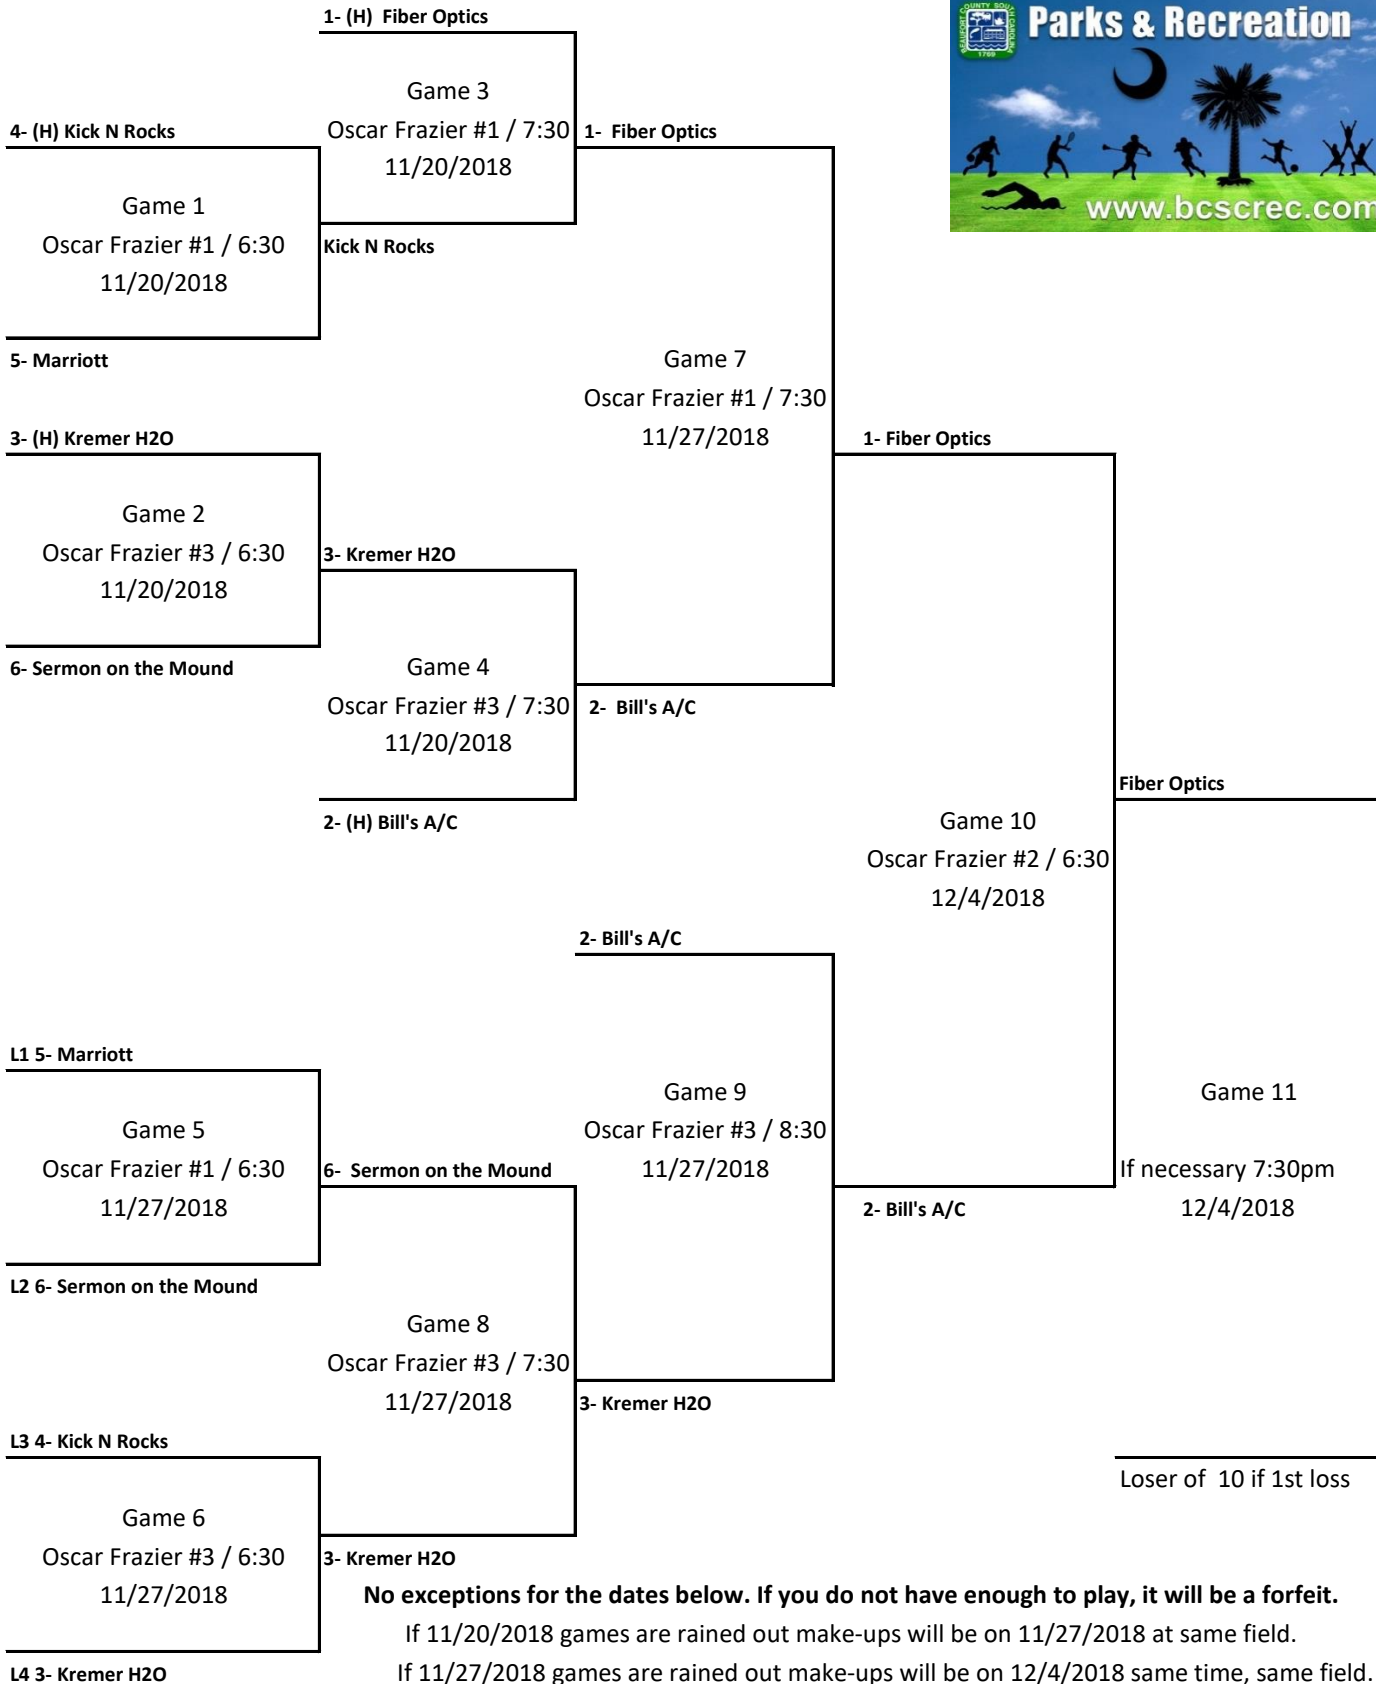 1- (H)  Fiber Optics
BEAUFORT COUNTY SOUTH CAROLINA
1769
Parks & Recreation
www.bcscrec.com
Game 3
Oscar Frazier #1 / 7:30
11/20/2018
4- (H) Kick N Rocks
1-  Fiber Optics
Game 1
Oscar Frazier #1 / 6:30
11/20/2018
Kick N Rocks
5- Marriott
Game 7
Oscar Frazier #1 / 7:30
11/27/2018
3- (H) Kremer H2O
1- Fiber Optics
Game 2
Oscar Frazier #3 / 6:30
11/20/2018
3- Kremer H2O
6- Sermon on the Mound
Game 4
Oscar Frazier #3 / 7:30
11/20/2018
2-  Bill's A/C
2- (H) Bill's A/C
Fiber Optics
Game 10
Oscar Frazier #2 / 6:30
12/4/2018
2- Bill's A/C
L1 5- Marriott
Game 9
Oscar Frazier #3 / 8:30
11/27/2018
Game 11
If necessary 7:30pm
12/4/2018
Game 5
Oscar Frazier #1 / 6:30
11/27/2018
6-  Sermon on the Mound
2- Bill's A/C
L2 6- Sermon on the Mound
Game 8
Oscar Frazier #3 / 7:30
11/27/2018
3- Kremer H2O
L3 4- Kick N Rocks
Loser of  10 if 1st loss
Game 6
Oscar Frazier #3 / 6:30
11/27/2018
3- Kremer H2O
L4 3- Kremer H2O
No exceptions for the dates below. If you do not have enough to play, it will be a forfeit.
If 11/20/2018 games are rained out make-ups will be on 11/27/2018 at same field.
If 11/27/2018 games are rained out make-ups will be on 12/4/2018 same time, same field.